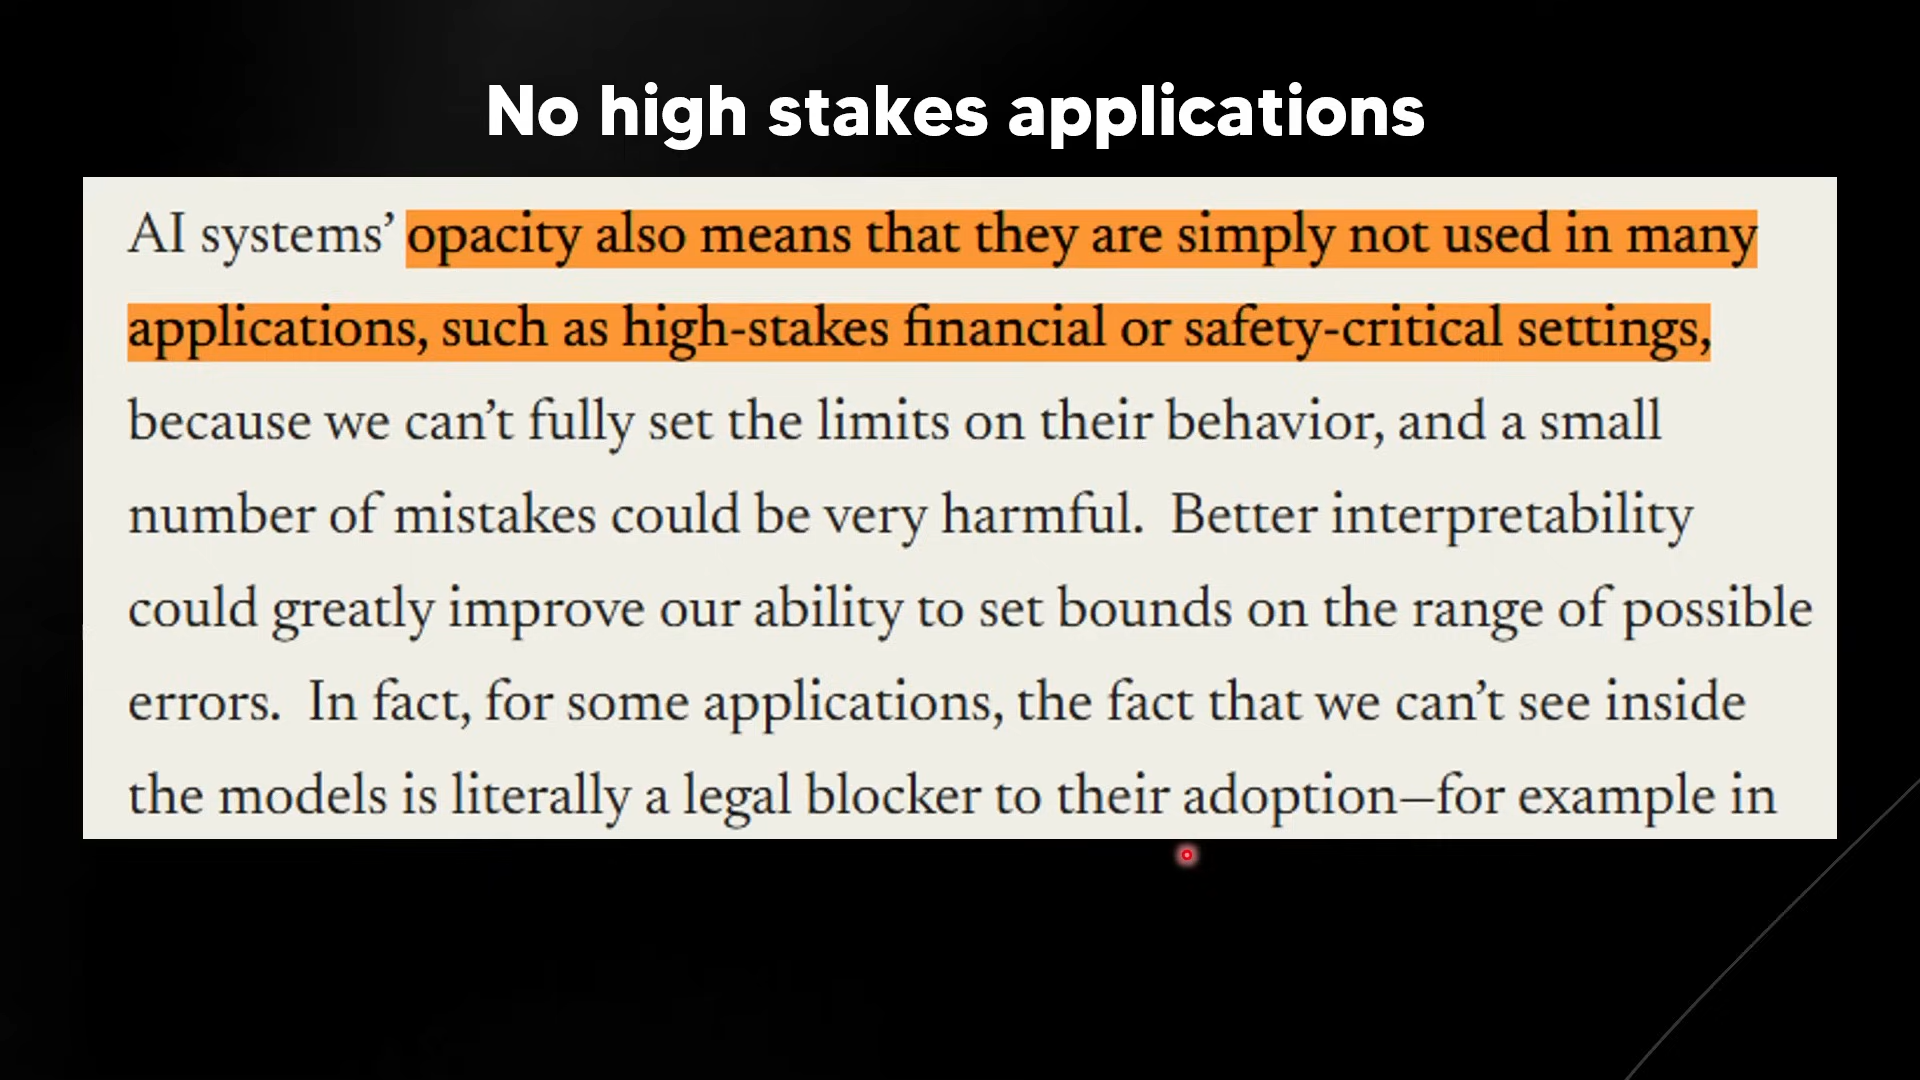 No high stakes applications
AI systems’ opacity also means that they are simply not used in many
applications, such as high-stakes financial or safety-critical settings,
because we can’t fully set the limits on their behavior, and a small
number of mistakes could be very harmful.  Better interpretability
could greatly improve our ability to set bounds on the range of possible
errors.  In fact, for some applications, the fact that we can’t see inside
the models is literally a legal blocker to their adoption—for example in